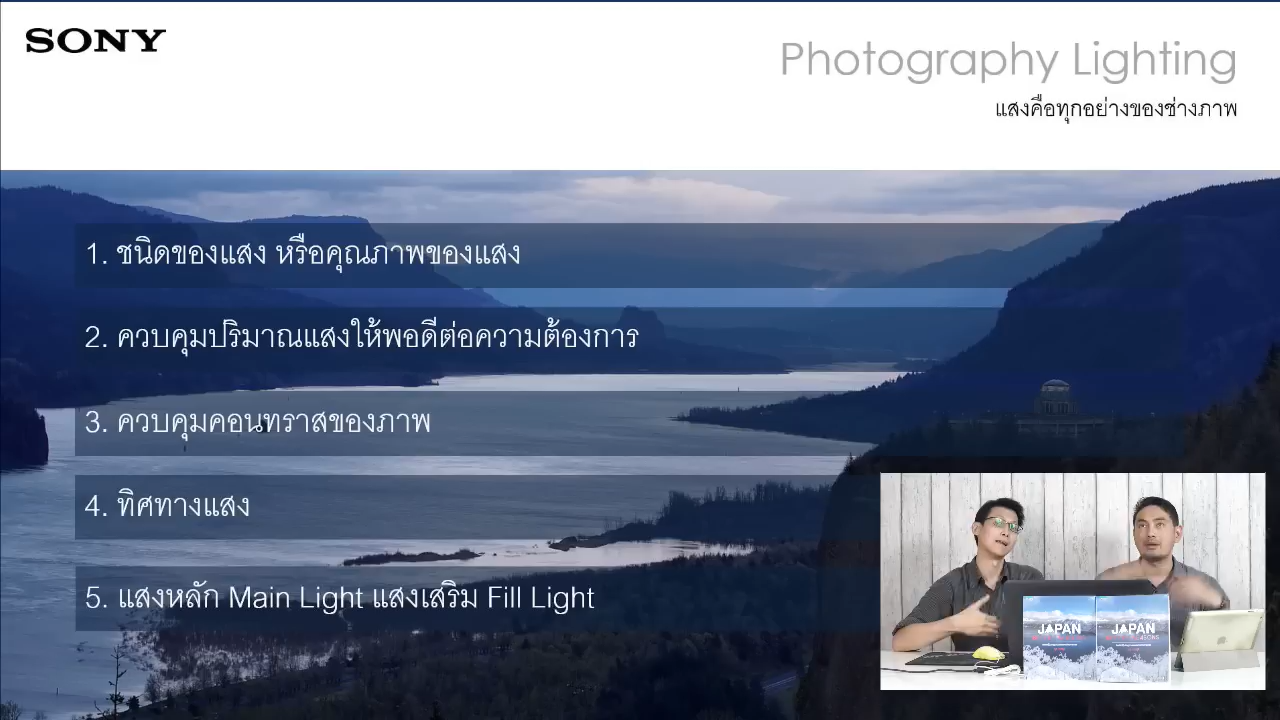 SONY
Photography Lighting
แสงคือทุกอย่างของช่างภาพ
1. ชนิดของแสง หรือคุณภาพของแสง
2. ควบคุมปริมาณแสงให้พอดีต่อความต้องการ
3. ควบคุมคอนทราสของภาพ
4. ทิศทางแสง
5. แสงหลัก Main Light แสงเสริม Fill Light
JAPAN
JAPAN